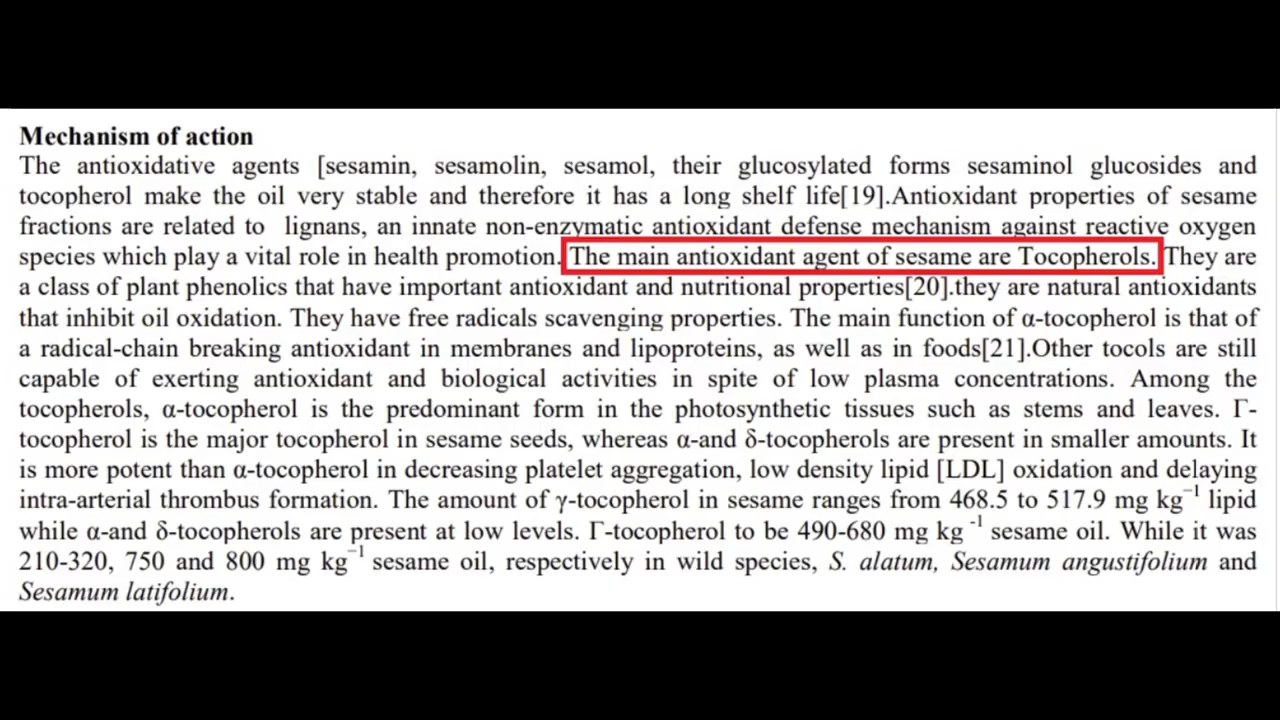 Mechanism of action
The antioxidative agents [sesamin, sesamolin, sesamol, their glucosylated forms sesaminol glucosides and
tocopherol make the oil very stable and therefore it has a long shelf life[19].Antioxidant properties of sesame
fractions are related to lignans, an innate non-enzymatic antioxidant defense mechanism against reactive oxygen
species which play a vital role in health promotion. The main antioxidant agent of sesame are Tocopherols. They are
a class of plant phenolics that have important antioxidant and nutritional properties[20].they are natural antioxidants
that inhibit oil oxidation. They have free radicals scavenging properties. The main function of α-tocopherol is that of
a radical-chain breaking antioxidant in membranes and lipoproteins, as well as in foods[21].Other tocols are still
capable of exerting antioxidant and biological activities in spite of low plasma concentrations. Among the
tocopherols, α-tocopherol is the predominant form in the photosynthetic tissues such as stems and leaves. Γ-
tocopherol is the major tocopherol in sesame seeds, whereas α-and δ-tocopherols are present in smaller amounts. It
is more potent than α-tocopherol in decreasing platelet aggregation, low density lipid [LDL] oxidation and delaying
intra-arterial thrombus formation. The amount of γ-tocopherol in sesame ranges from 468.5 to 517.9 mg kg⁻¹ lipid
while α-and δ-tocopherols are present at low levels. Γ-tocopherol to be 490-680 mg kg ⁻¹ sesame oil. While it was
210-320, 750 and 800 mg kg⁻¹ sesame oil, respectively in wild species, S. alatum, Sesamum angustifolium and
Sesamum latifolium.